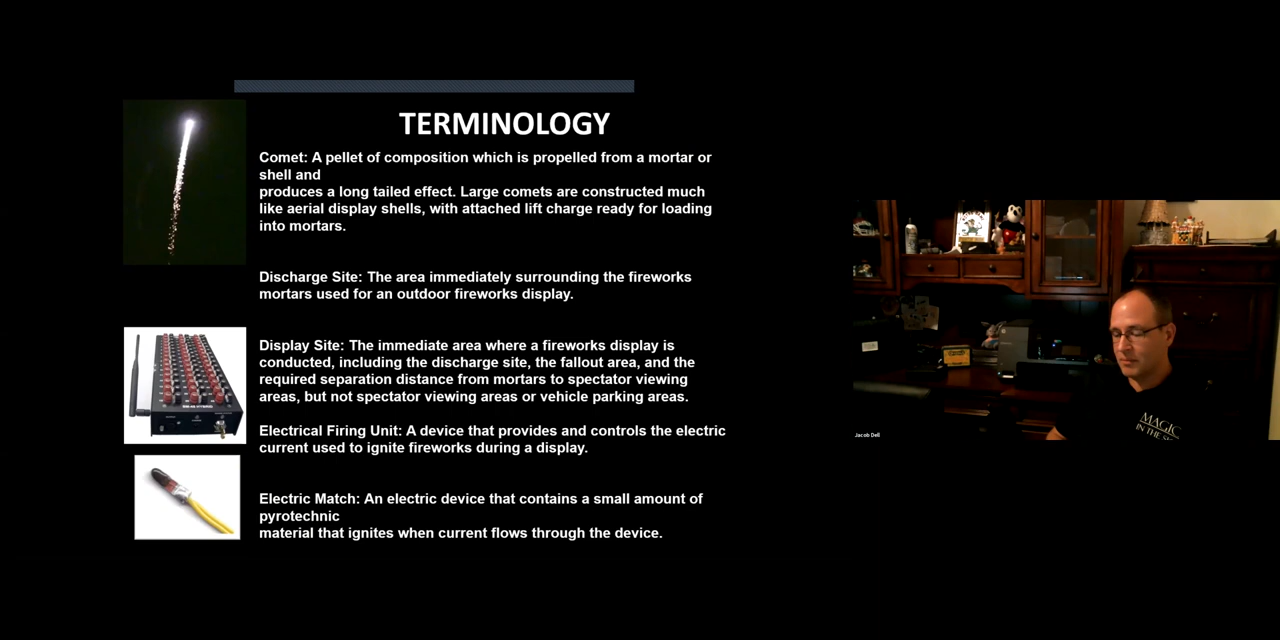 TERMINOLOGY
Comet: A pellet of composition which is propelled from a mortar or
shell and
produces a long tailed effect. Large comets are constructed much
like aerial display shells, with attached lift charge ready for loading
into mortars.
Discharge Site: The area immediately surrounding the fireworks
mortars used for an outdoor fireworks display.
Display Site: The immediate area where a fireworks display is
conducted, including the discharge site, the fallout area, and the
required separation distance from mortars to spectator viewing
areas, but not spectator viewing areas or vehicle parking areas.
Electrical Firing Unit: A device that provides and controls the electric
current used to ignite fireworks during a display.
Electric Match: An electric device that contains a small amount of
pyrotechnic
material that ignites when current flows through the device.
Jacob Dell
MAGIC
IN THE